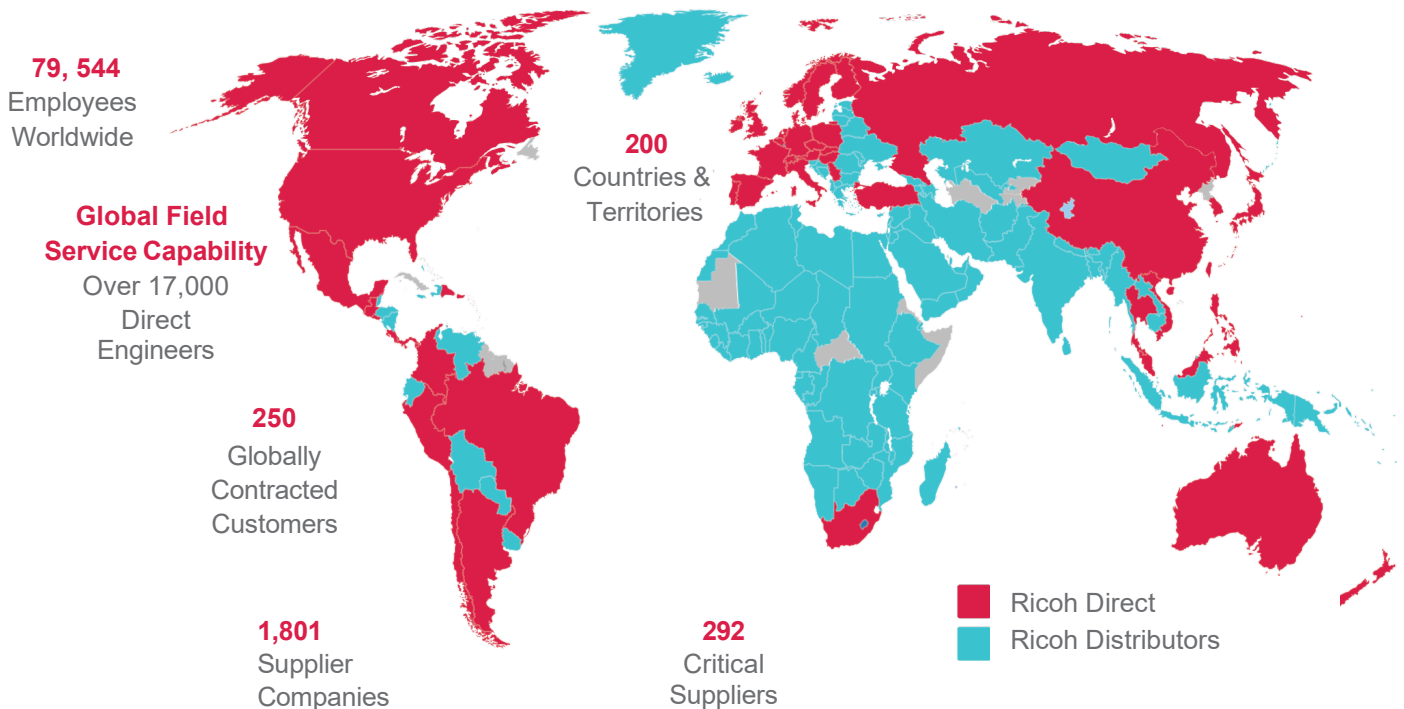 79, 544
Employees
Worldwide
200
Countries &
Territories
Global Field
Service Capability
Over 17,000
Direct
Engineers
250
Globally
Contracted
Customers
Ricoh Direct
Ricoh Distributors
1,801
Supplier
Companies
292
Critical
Suppliers